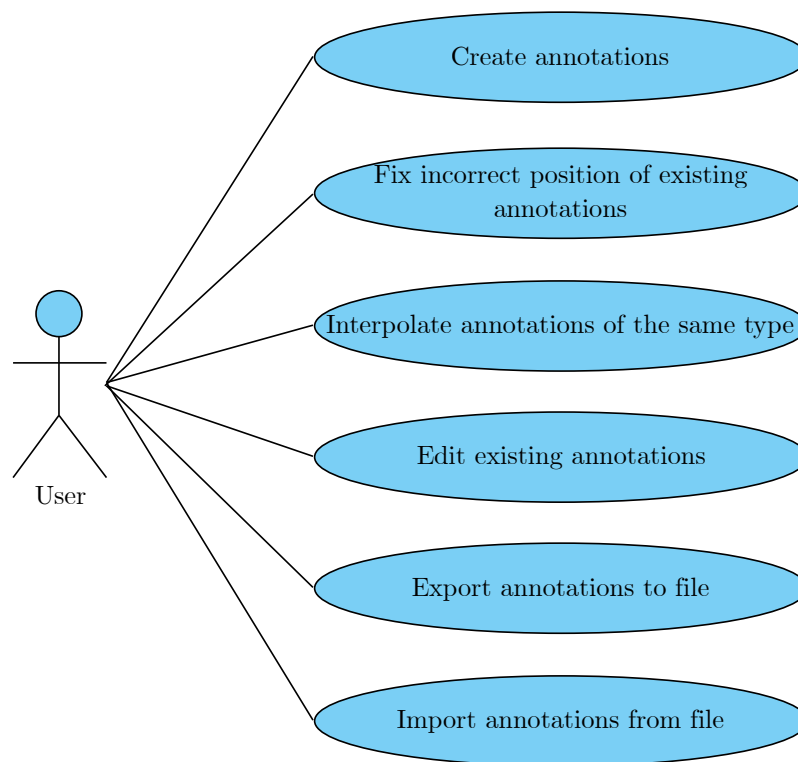 Create annotations
Fix incorrect position of existing
annotations
Interpolate annotations of the same type
Edit existing annotations
User
Export annotations to file
Import annotations from file